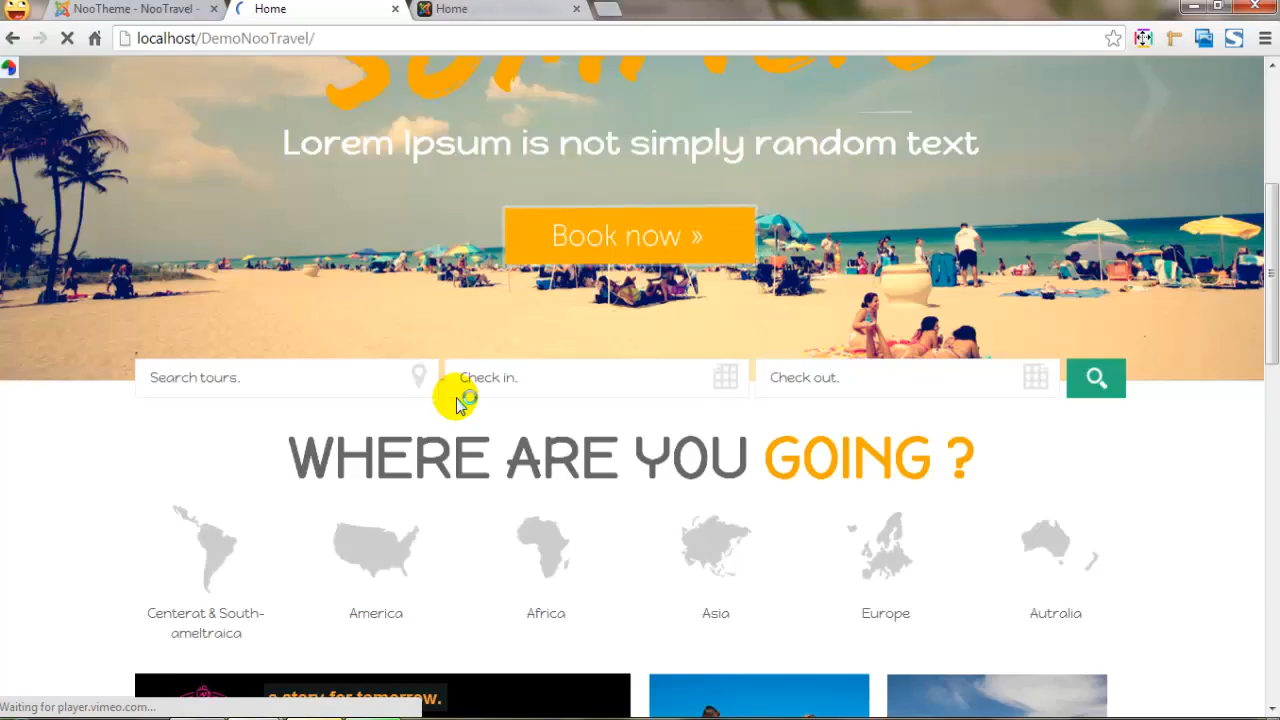 NooTheme - NooTravel -
Home
Home
localhost/DemoNooTravel/
Lorem Ipsum is not simply random text
Book now »
Search tours.
Check in.
Check out.
WHERE ARE YOU GOING ?
Centerat & South-
ameltraica
America
Africa
Asia
Europe
Autralia
a story for tomorrow.
Waiting for player.vimeo.com...